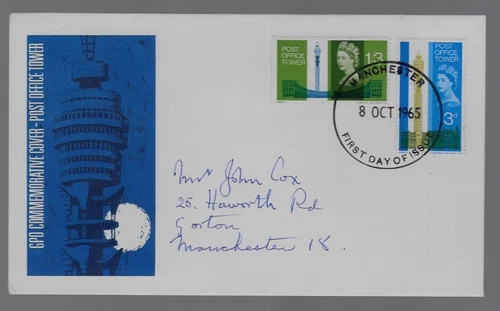 GPO COMMEMORATIVE COVER - POST OFFICE TOWER
POST OFFICE TOWER
1/3
POST OFFICE TOWER
3d
MANCHESTER
8 OCT 1965
FIRST DAY OF ISSUE
John Cox
25. Haworth Rd
Gorton
Manchester 18.